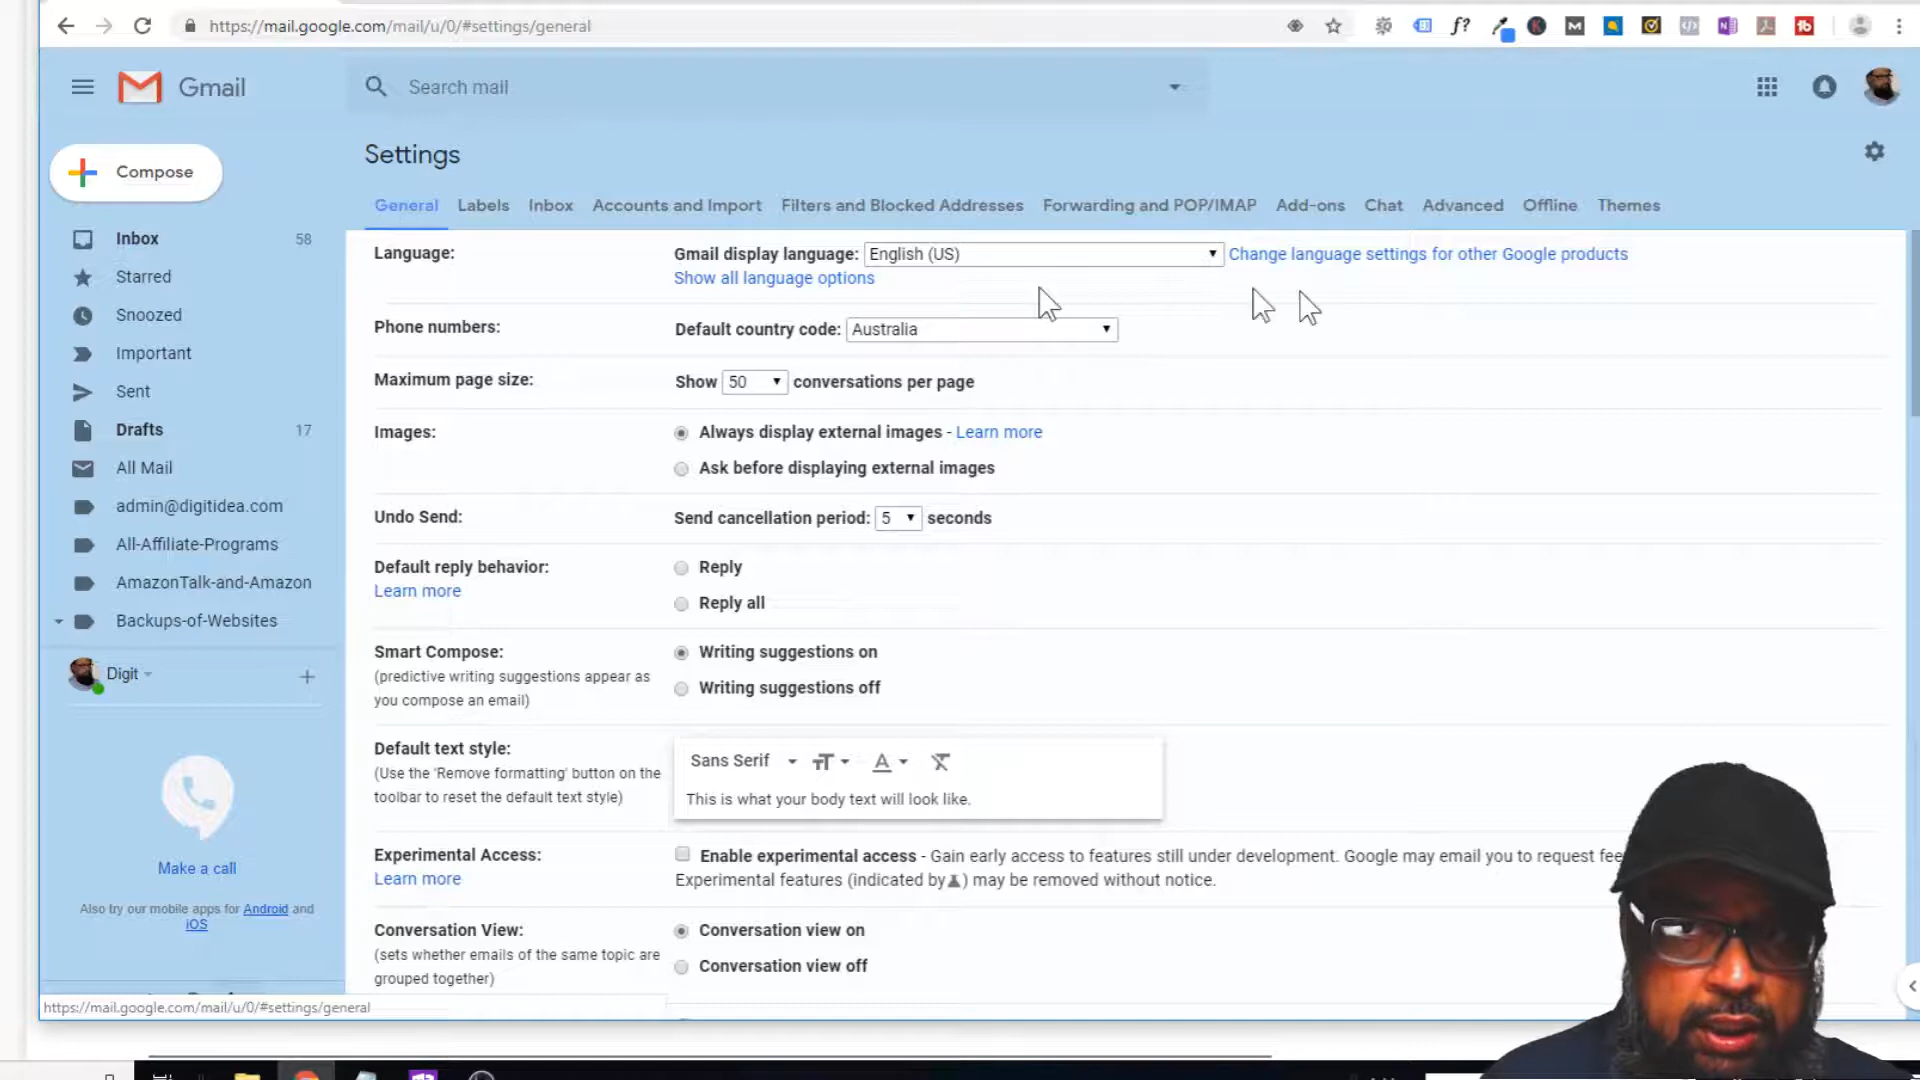 https://mail.google.com/mail/u/0/#settings/general
f?
M
Gmail
Search mail
Compose
Settings
General Labels Inbox Accounts and Import Filters and Blocked Addresses Forwarding and POP/IMAP Add-ons Chat Advanced Offline Themes
Inbox 58
Starred
Snoozed
Important
Sent
Drafts 17
All Mail
admin@digitidea.com
All-Affiliate-Programs
AmazonTalk-and-Amazon
Backups-of-Websites
Digit
Make a call
Also try our mobile apps for Android and
iOS
Language: Gmail display language: English (US) Change language settings for other Google products
Show all language options
Phone numbers: Default country code: Australia
Maximum page size: Show 50 conversations per page
Images: Always display external images - Learn more
Ask before displaying external images
Undo Send: Send cancellation period: 5 seconds
Default reply behavior: Reply
Learn more
Reply all
Smart Compose: Writing suggestions on
(predictive writing suggestions appear as
you compose an email)
Writing suggestions off
Default text style: Sans Serif
(Use the 'Remove formatting' button on the
toolbar to reset the default text style)
This is what your body text will look like.
Experimental Access: Enable experimental access - Gain early access to features still under development. Google may email you to request fee
Learn more
Experimental features (indicated by ) may be removed without notice.
Conversation View: Conversation view on
(sets whether emails of the same topic are
grouped together)
Conversation view off
https://mail.google.com/mail/u/0/#settings/general